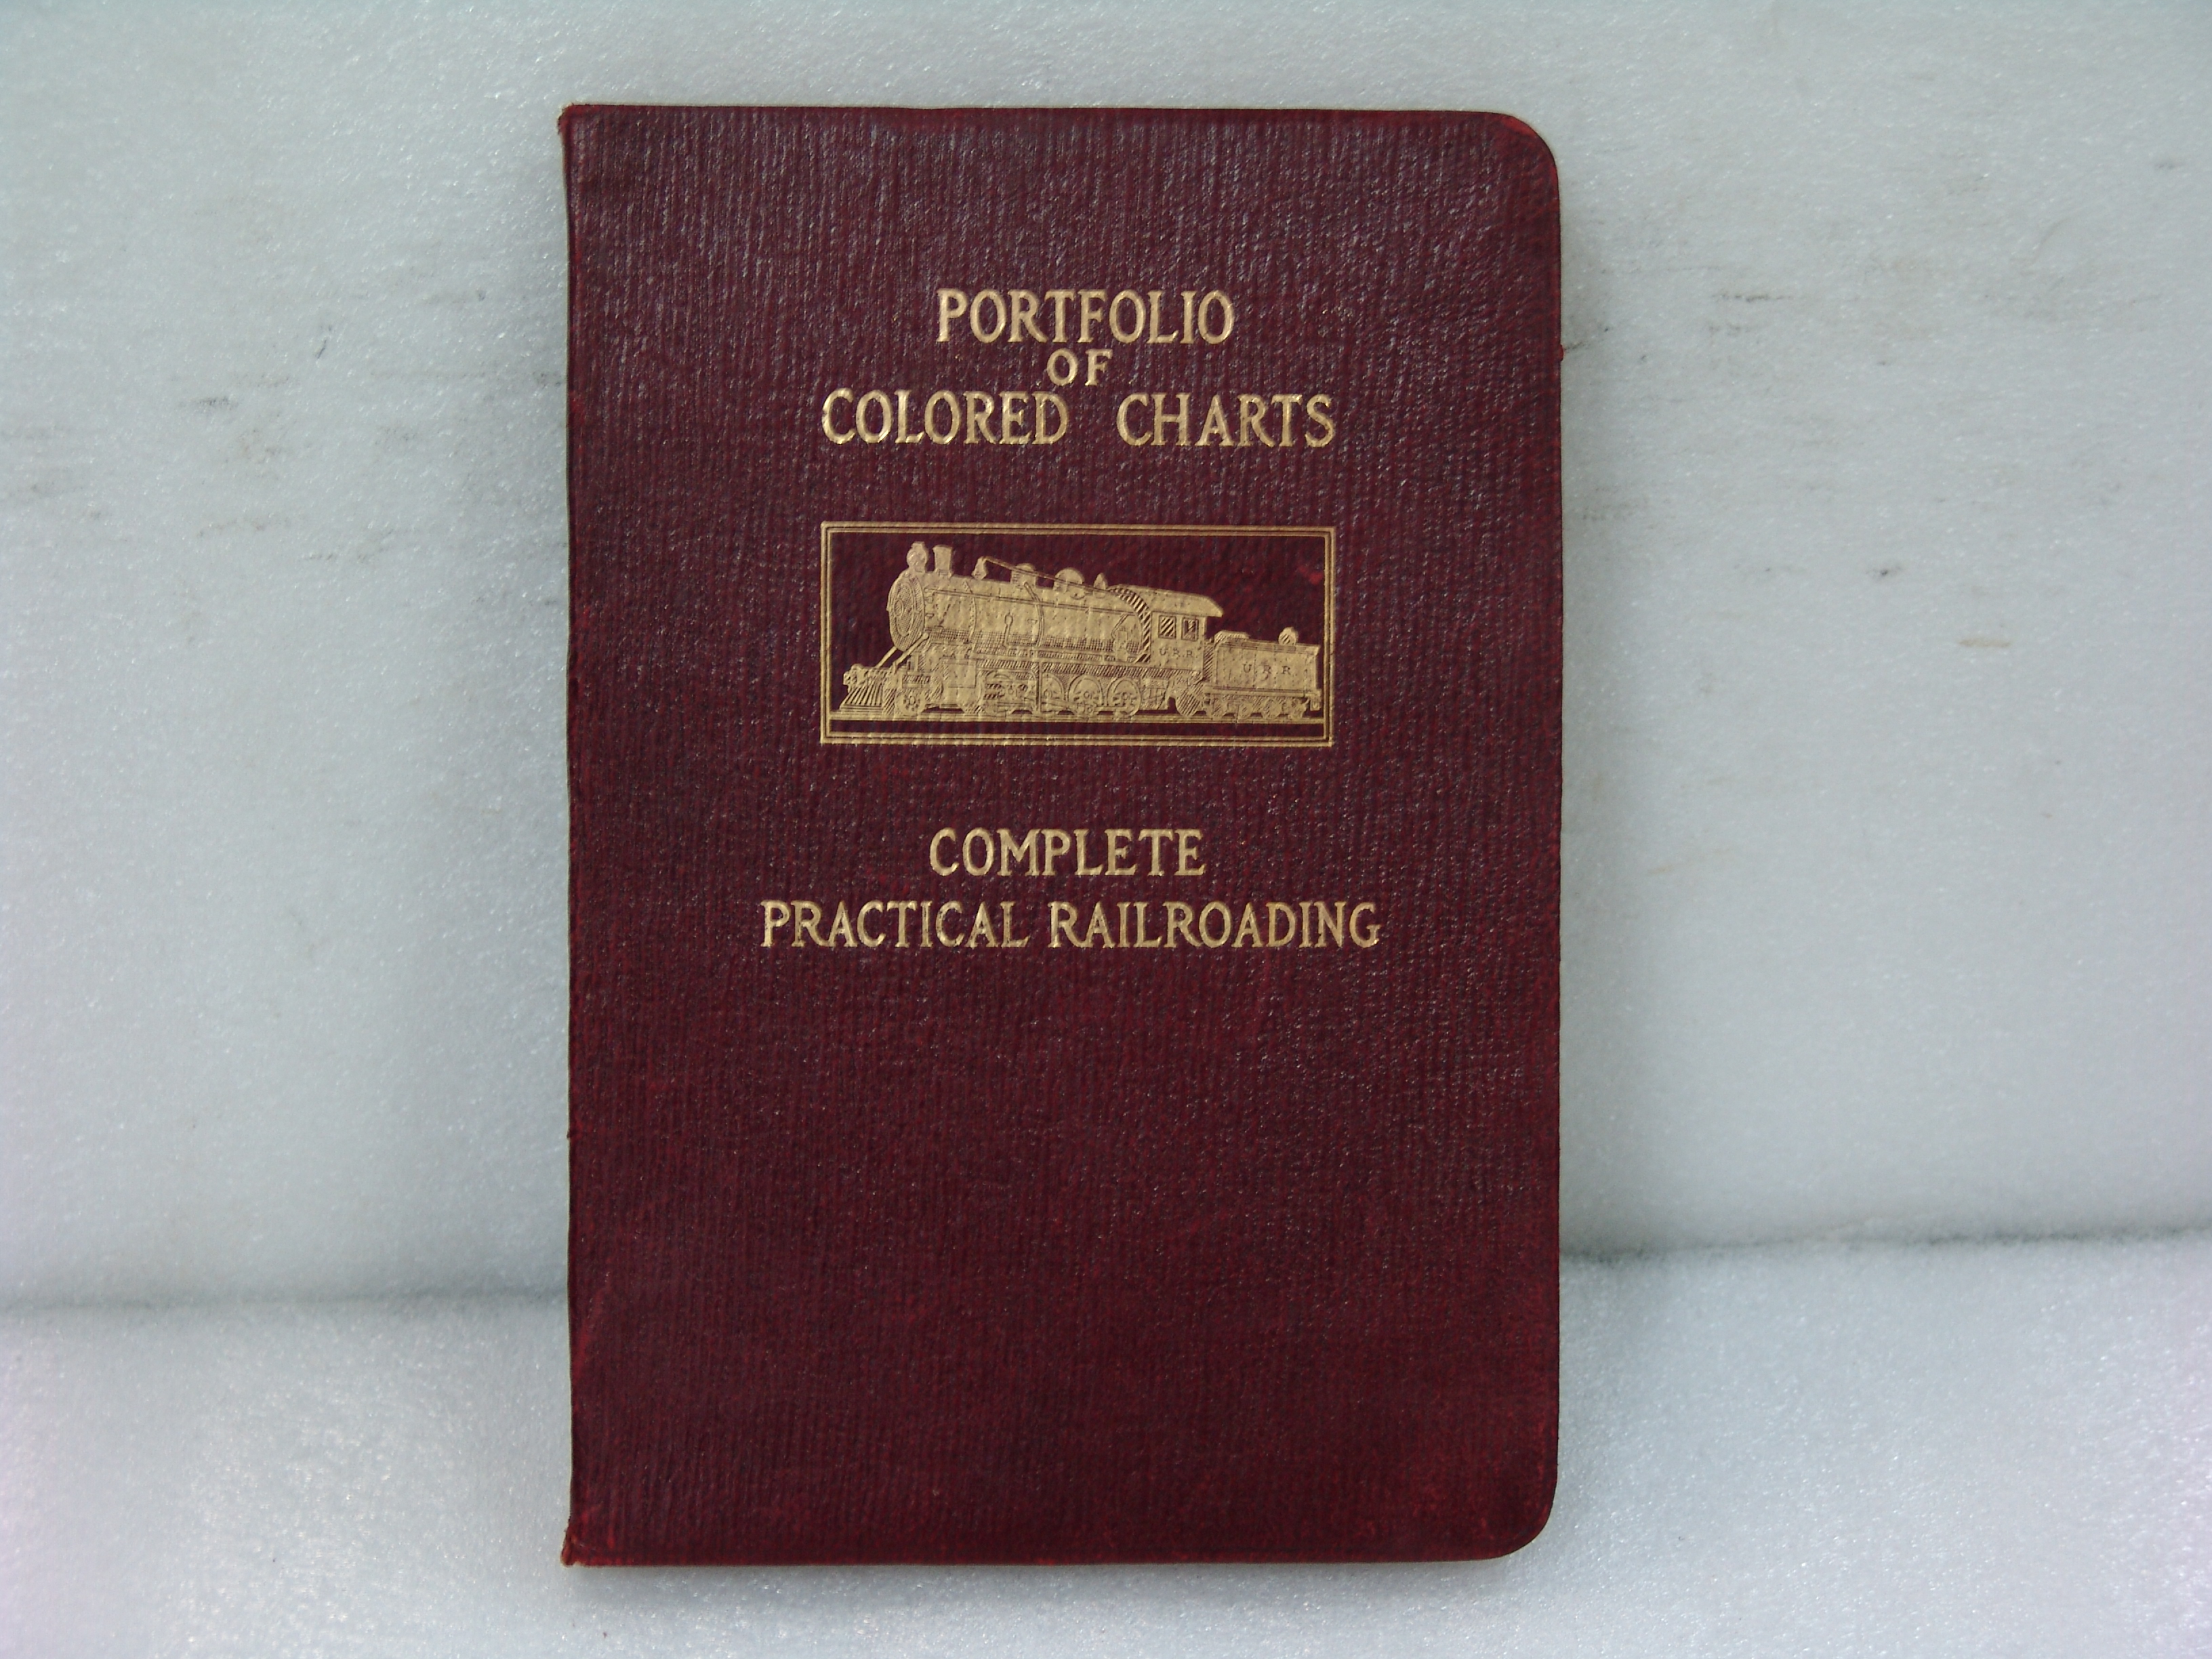 PORTFOLIO
OF
COLORED CHARTS
U.R.R.
U. R. R.
COMPLETE
PRACTICAL RAILROADING